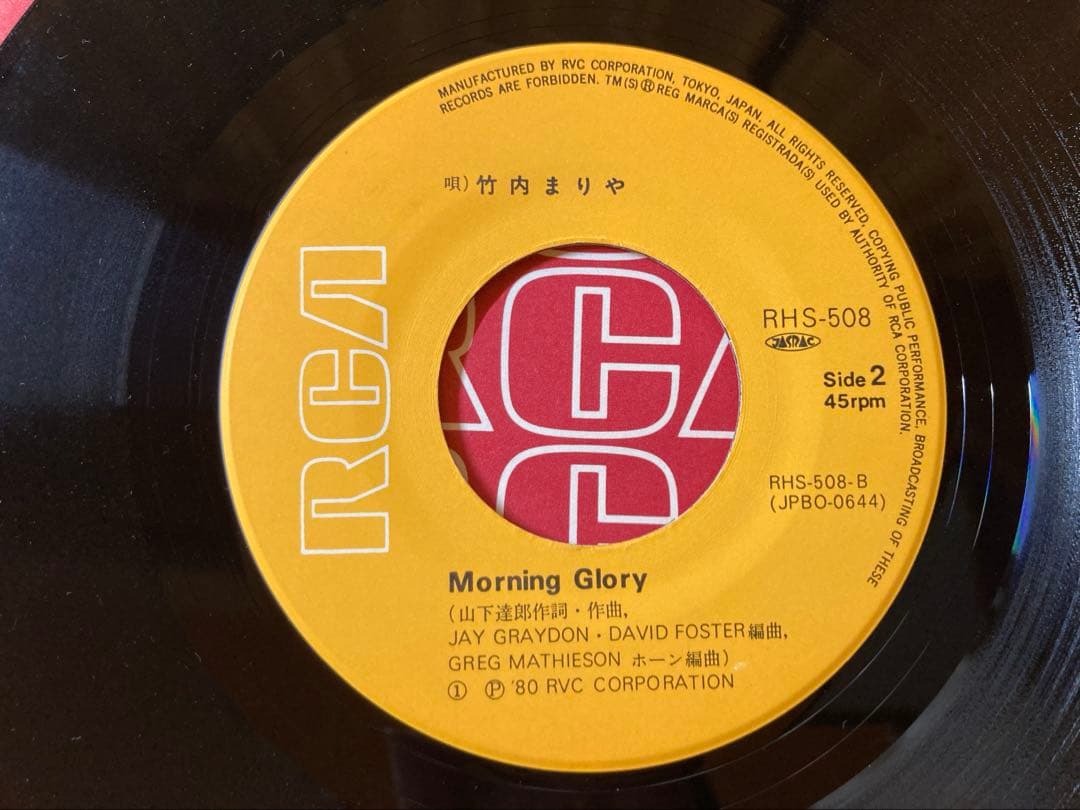 MANUFACTURED BY RVC CORPORATION, TOKYO, JAPAN. ALL RIGHTS RESERVED, COPYING PUBLIC PERFORMANCE, BROADCASTING OF THESE
RECORDS ARE FORBIDDEN. TM(S) ® REG MARCA(S) REGISTRADA(S) USED BY AUTHORITY OF RCA CORPORATION.
唄) 竹内まりや
RCA
RHS-508
JASRAC
Side 2
45rpm
RHS-508-B
(JPBO-0644)
Morning Glory
(山下達郎作詞・作曲,
JAY GRAYDON・DAVID FOSTER編曲,
GREG MATHIESON ホーン編曲)
① Ⓟ '80 RVC CORPORATION